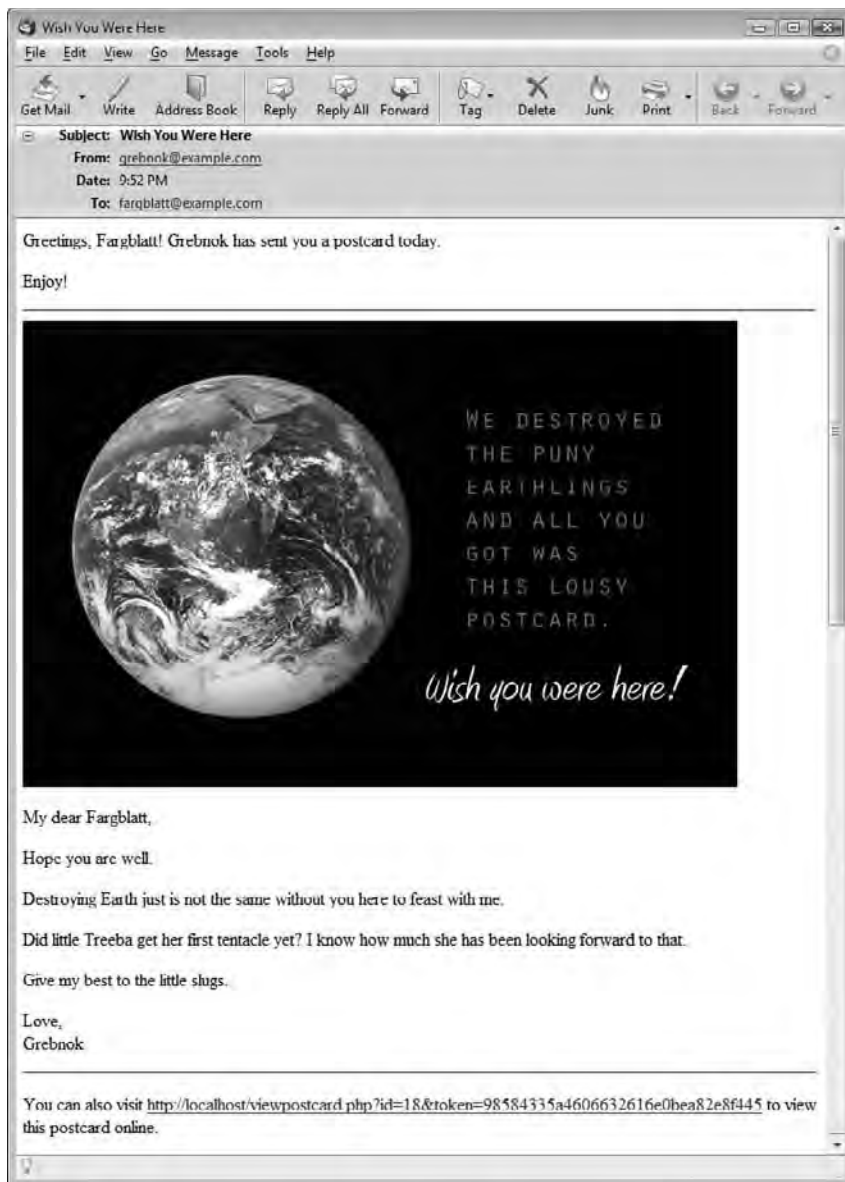 Wish You Were Here
File Edit View Go Message Tools Help
Get Mail Write Address Book Reply Reply All Forward Tag Delete Junk Print Back Forward
Subject: Wish You Were Here
From: grebnok@example.com
Date: 9:52 PM
To: fargblatt@example.com
Greetings, Fargblatt! Grebnok has sent you a postcard today.
Enjoy!
WE DESTROYED
THE PUNY
EARTHLINGS
AND ALL YOU
GOT WAS
THIS LOUSY
POSTCARD.
Wish you were here!
My dear Fargblatt,
Hope you are well.
Destroying Earth just is not the same without you here to feast with me.
Did little Treeba get her first tentacle yet? I know how much she has been looking forward to that.
Give my best to the little slugs.
Love,
Grebnok
You can also visit http://localhost/viewpostcard.php?id=18&token=98584335a4606632616e0bea82e8f445 to view
this postcard online.